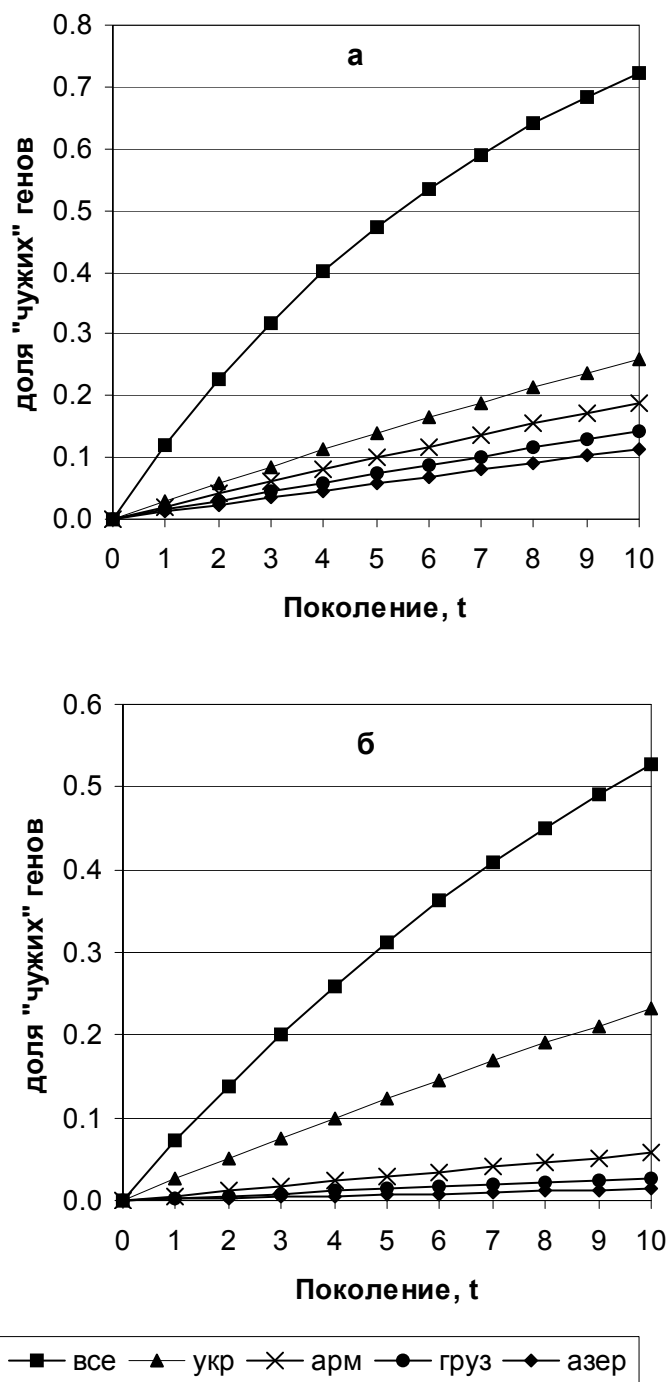 а
доля "чужих" генов
0.8
0.7
0.6
0.5
0.4
0.3
0.2
0.1
0.0
0 1 2 3 4 5 6 7 8 9 10
Поколение, t
б
доля "чужих" генов
0.6
0.5
0.4
0.3
0.2
0.1
0.0
0 1 2 3 4 5 6 7 8 9 10
Поколение, t
все укр арм груз азер